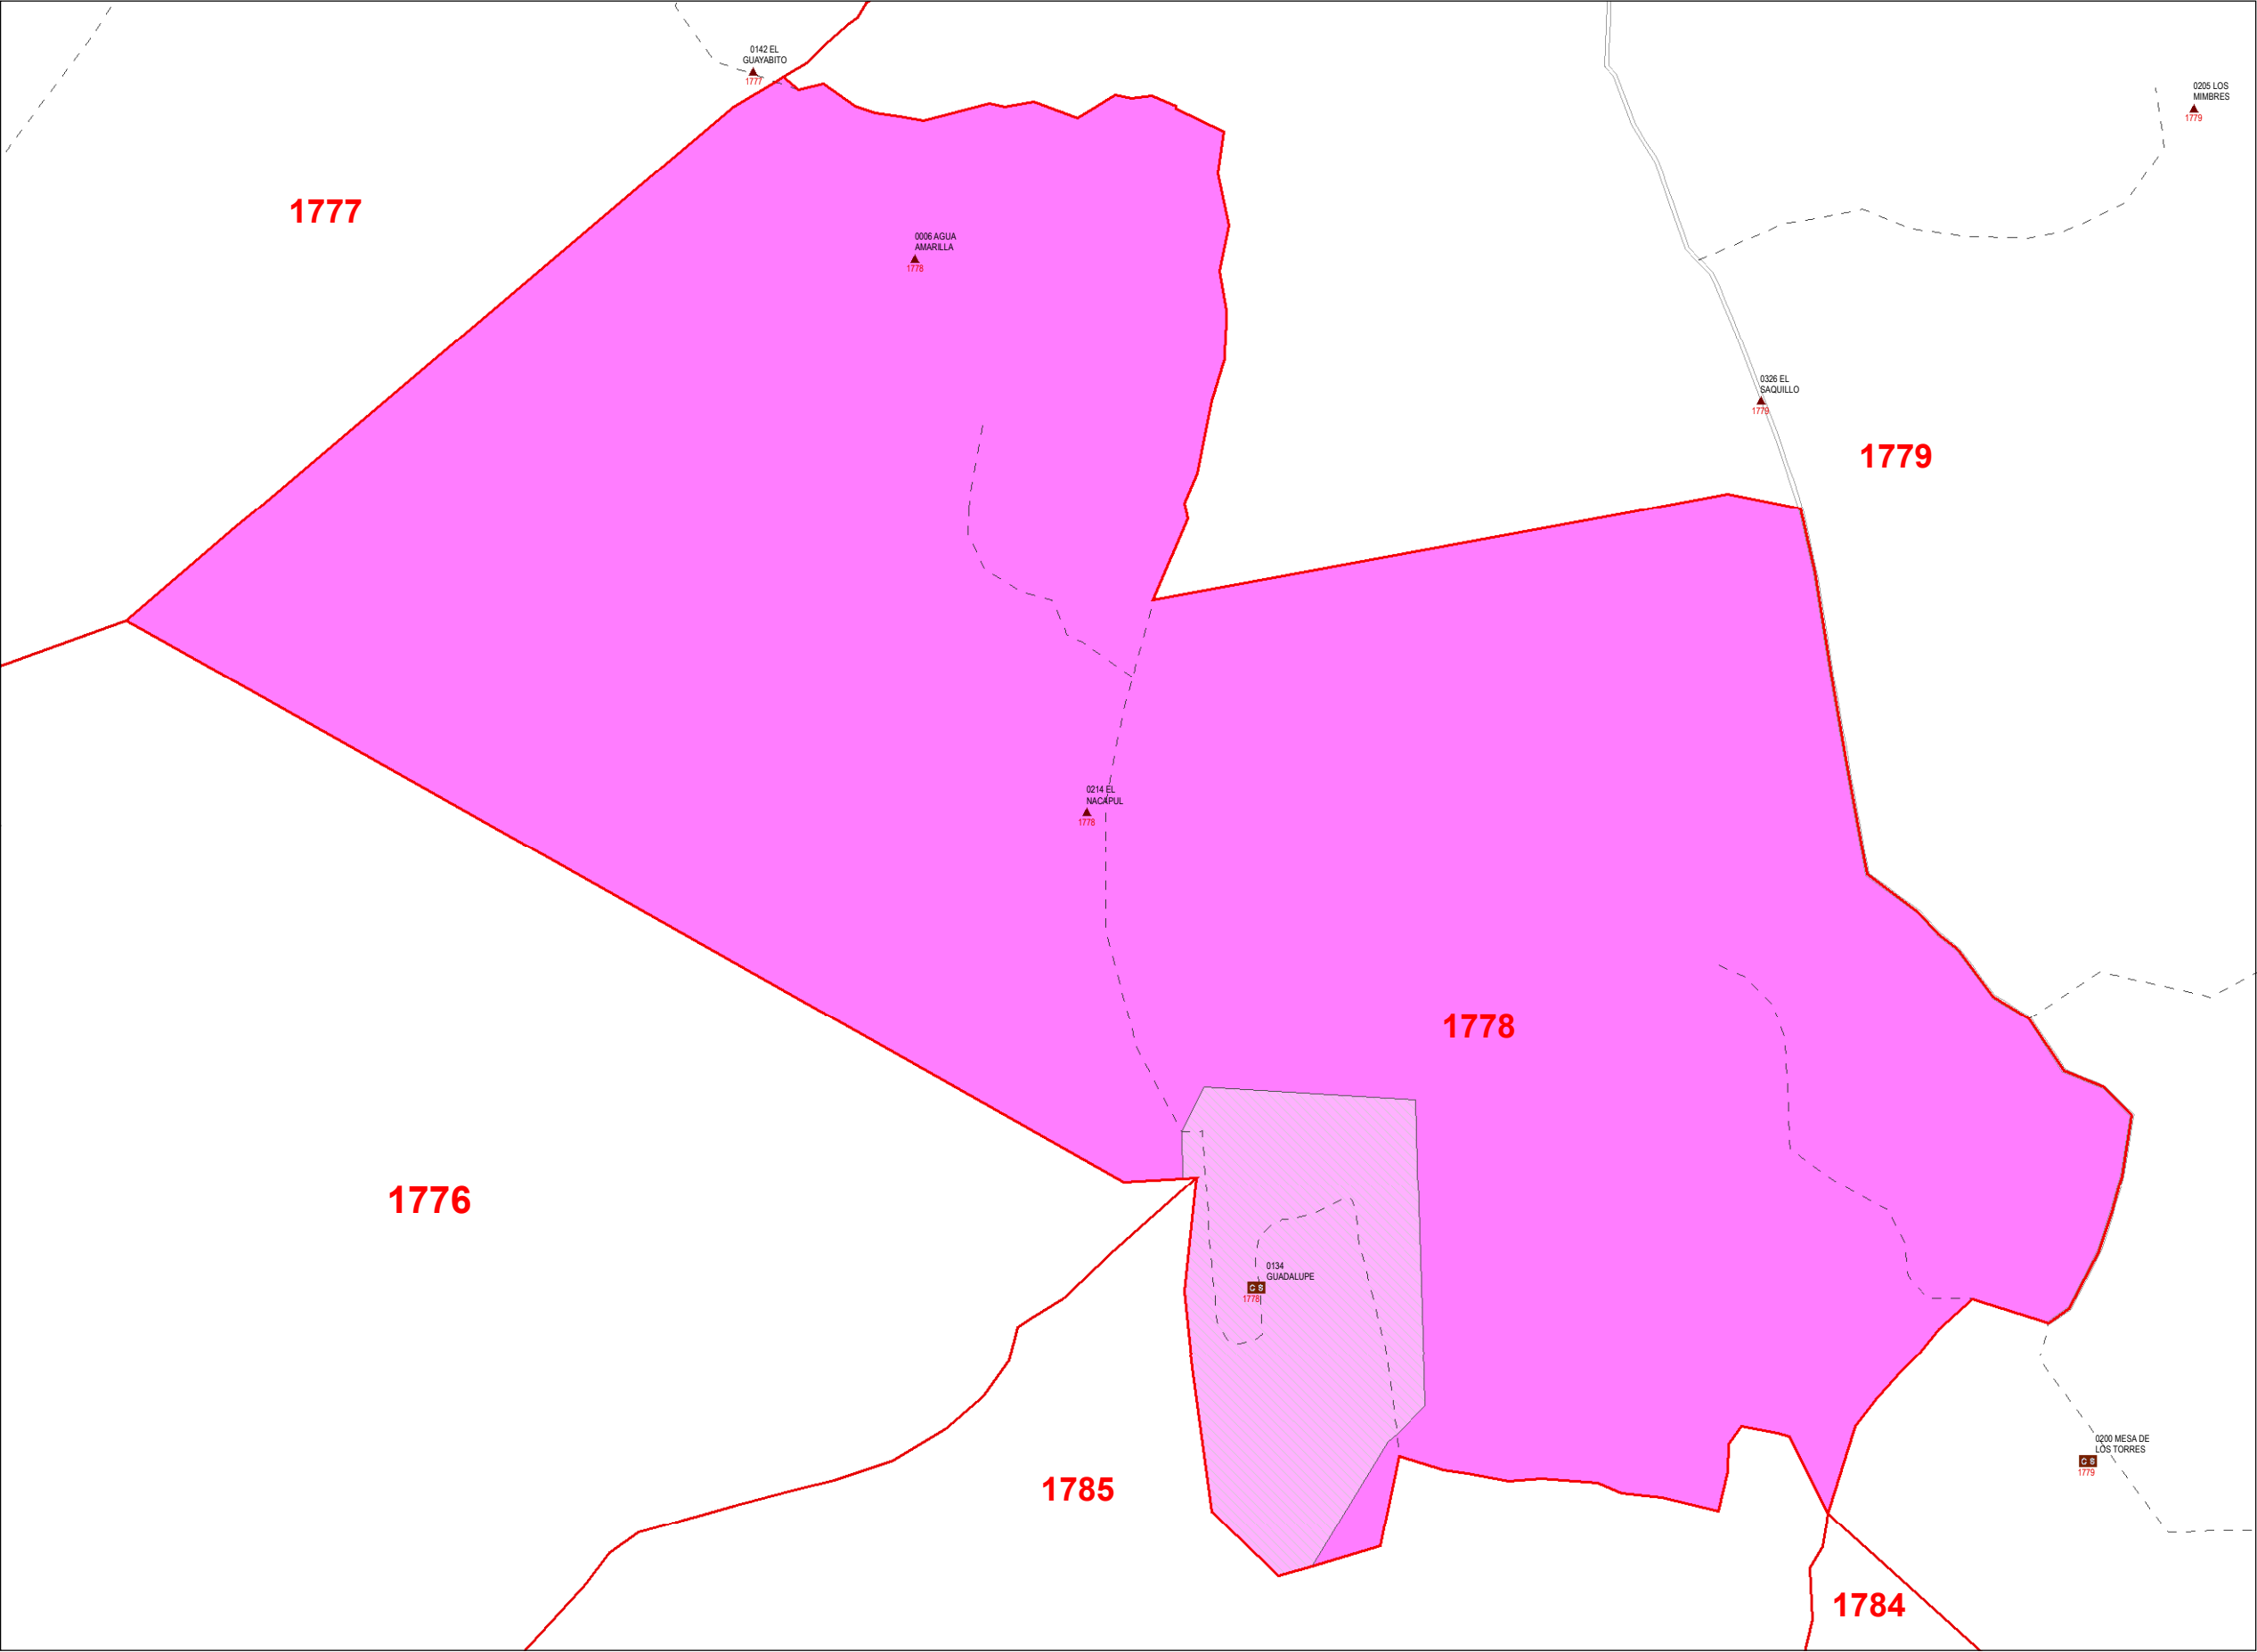 0142 EL
GUAYABITO
1777
0205 LOS
MIMBRES
1779
1777
0006 AGUA
AMARILLA
1778
0326 EL
SAQUILLO
1779
1779
0214 EL
NACAPUL
1778
1778
1776
0134
GUADALUPE
C S
1778
0200 MESA DE
LOS TORRES
C S
1779
1785
1784